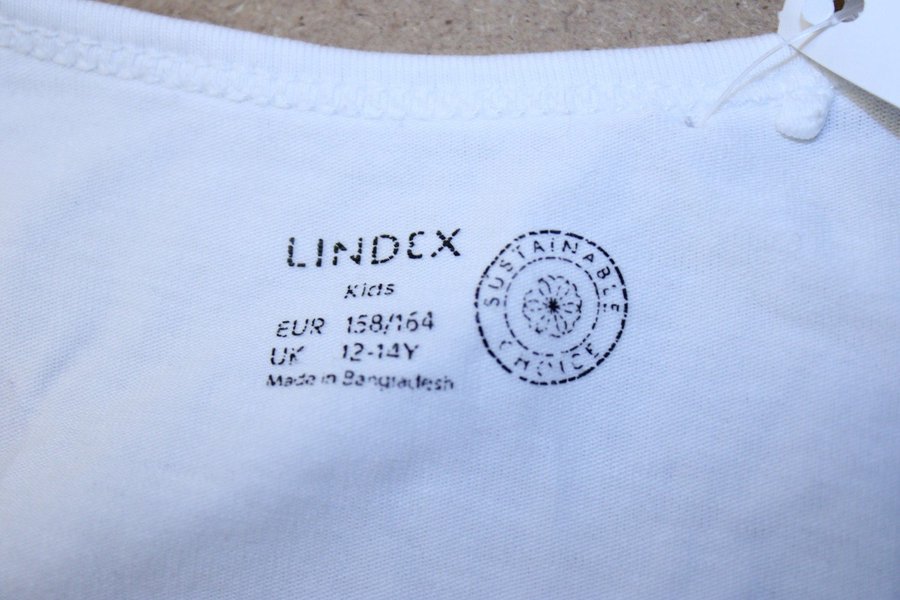 LINDEX
Kids
EUR 158/164
UK 12-14Y
Made in Bangladesh
SUSTAINABLE
CHOICE